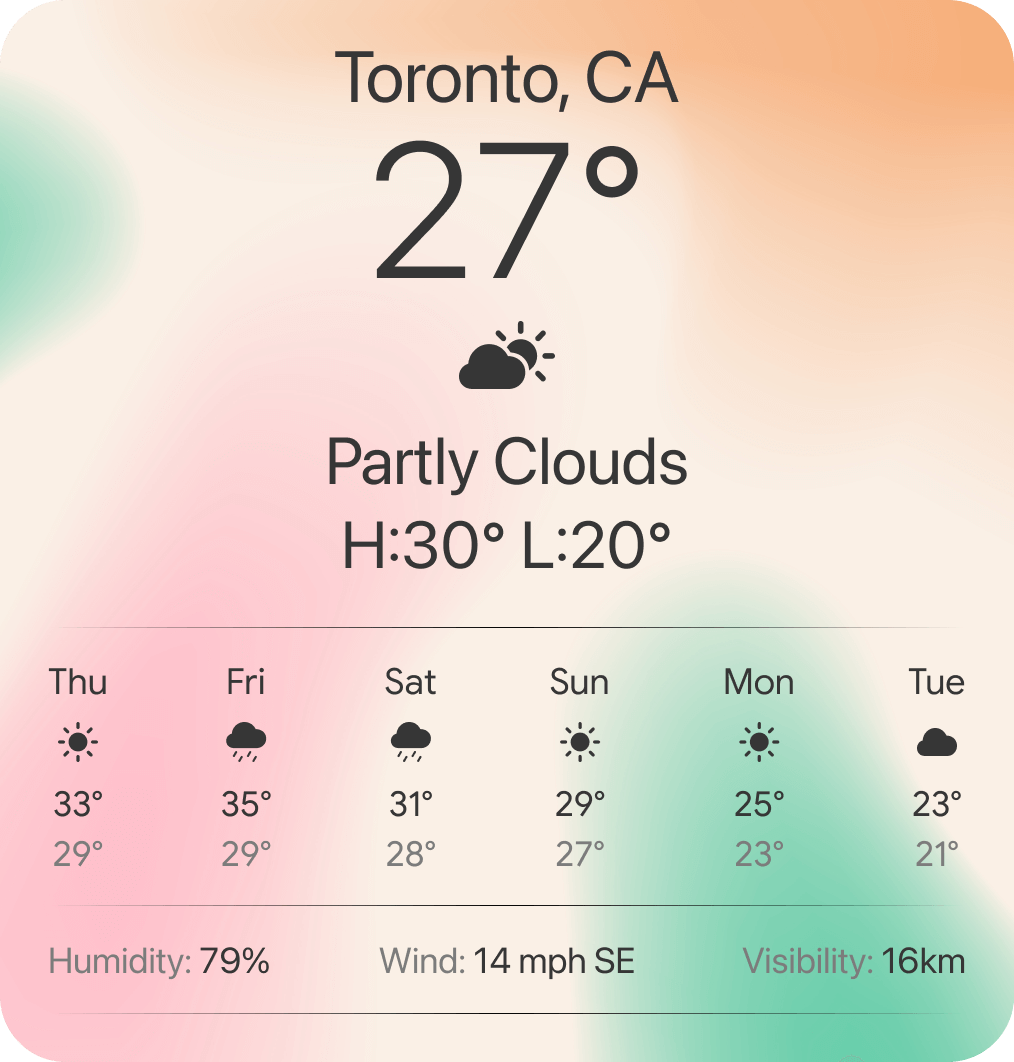 Toronto, CA
27°
Partly Clouds
H:30° L:20°
Thu Fri Sat Sun Mon Tue
33° 35° 31° 29° 25° 23°
29° 29° 28° 27° 23° 21°
Humidity: 79% Wind: 14 mph SE Visibility: 16km